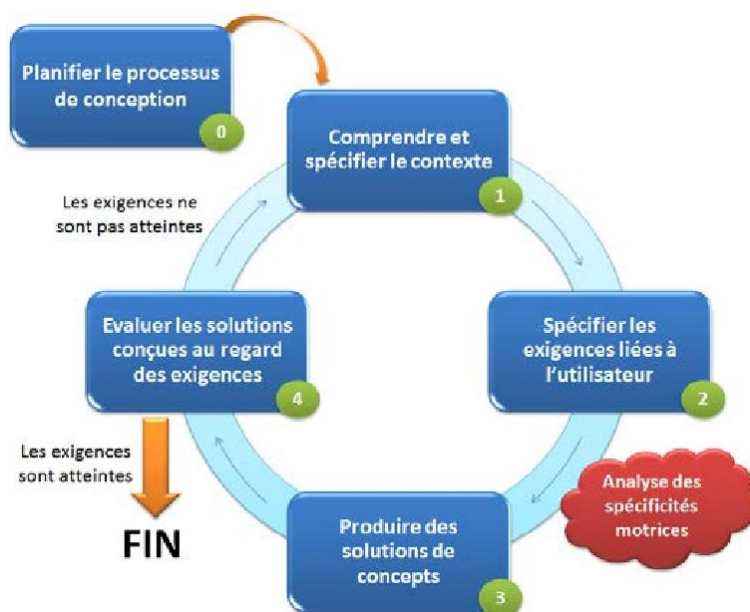 Planifier le processus
de conception
0
Comprendre et
spécifier le contexte
1
Les exigences ne
sont pas atteintes
Evaluer les solutions
conçues au regard
des exigences
4
Spécifier les
exigences liées à
l'utilisateur
2
Les exigences
sont atteintes
FIN
Analyse des
spécificités
motrices
Produire des
solutions de
concepts
3